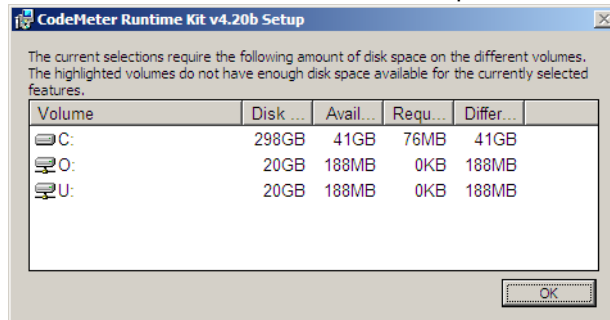 CodeMeter Runtime Kit v4.20b Setup
The current selections require the following amount of disk space on the different volumes.
The highlighted volumes do not have enough disk space available for the currently selected
features.
Volume Disk ... Avail... Requ... Differ...
C: 298GB 41GB 76MB 41GB
O: 20GB 188MB 0KB 188MB
U: 20GB 188MB 0KB 188MB
OK